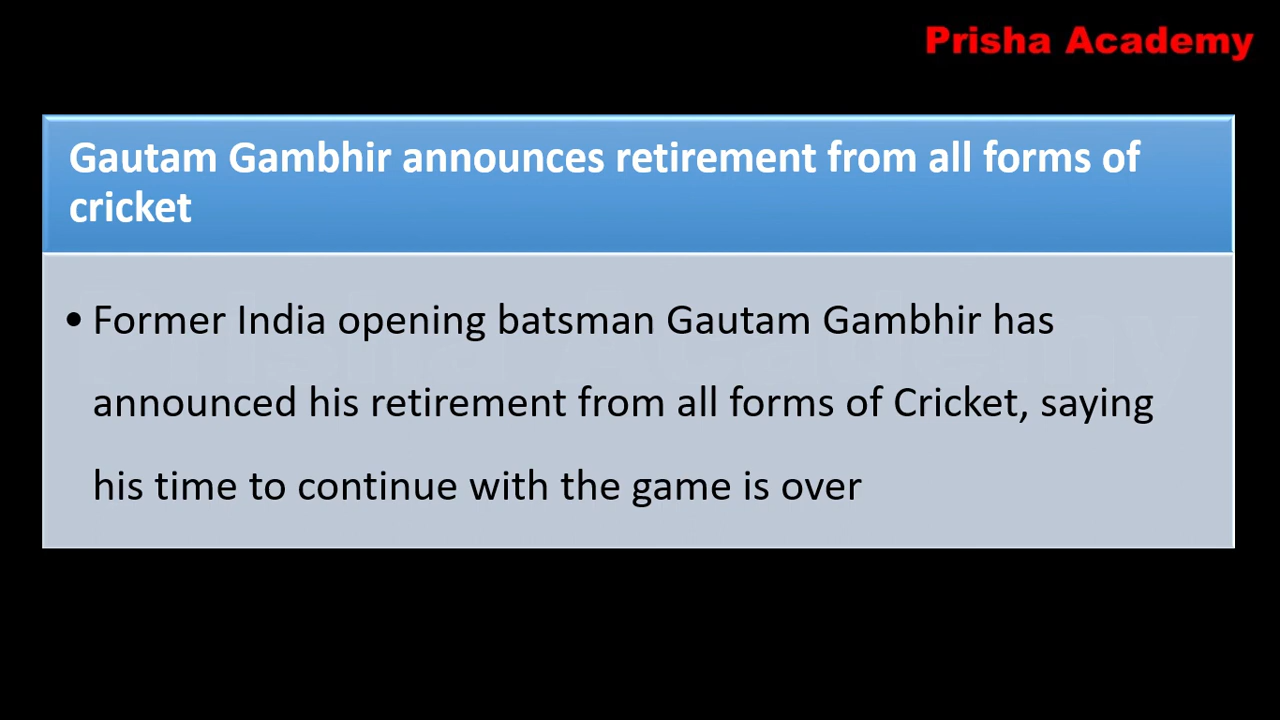 Prisha Academy
Gautam Gambhir announces retirement from all forms of
cricket
• Former India opening batsman Gautam Gambhir has
announced his retirement from all forms of Cricket, saying
his time to continue with the game is over